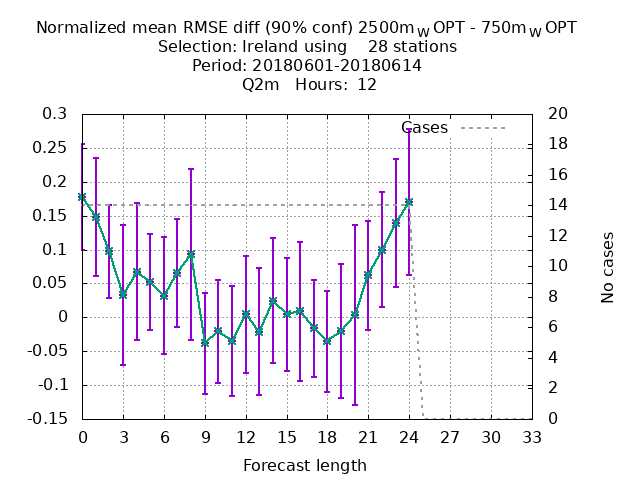 Normalized mean RMSE diff (90% conf) 2500m_W OPT - 750m_W OPT
Selection: Ireland using    28 stations
Period: 20180601-20180614
Q2m   Hours:  12
Cases
0.3
0.25
0.2
0.15
0.1
0.05
0
-0.05
-0.1
-0.15
20
18
16
14
12
10
8
6
4
2
0
No cases
0 3 6 9 12 15 18 21 24 27 30 33
Forecast length